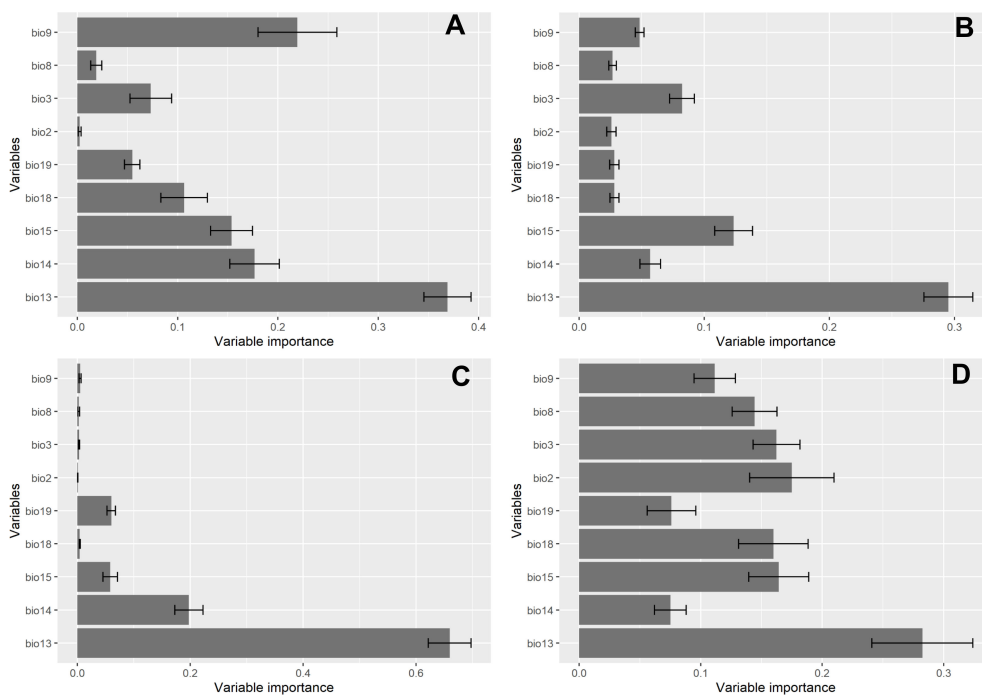 A
Variables
bio9
bio8
bio3
bio2
bio19
bio18
bio15
bio14
bio13
0.0 0.1 0.2 0.3 0.4
Variable importance
B
Variables
bio9
bio8
bio3
bio2
bio19
bio18
bio15
bio14
bio13
0.0 0.1 0.2 0.3
Variable importance
C
Variables
bio9
bio8
bio3
bio2
bio19
bio18
bio15
bio14
bio13
0.0 0.2 0.4 0.6
Variable importance
D
Variables
bio9
bio8
bio3
bio2
bio19
bio18
bio15
bio14
bio13
0.0 0.1 0.2 0.3
Variable importance